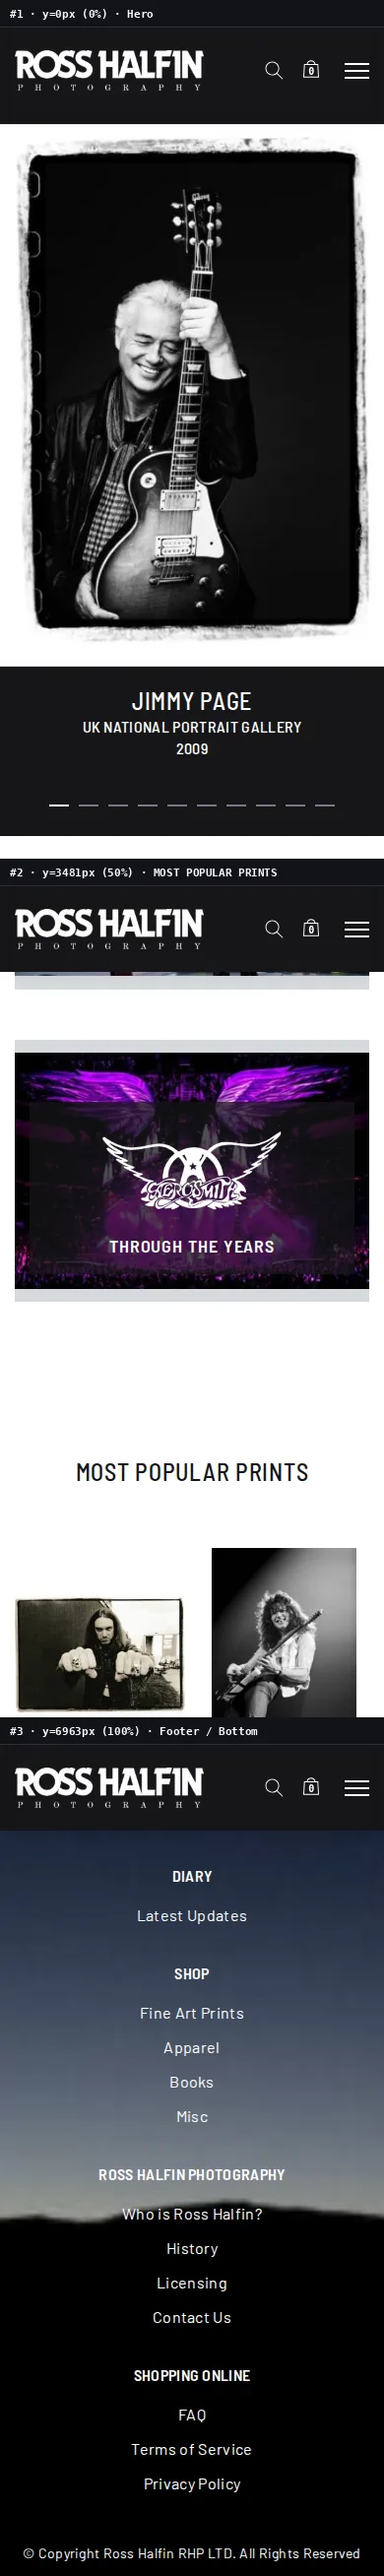 #1 · y=0px (0%) · Hero
ROSS HALFIN
PHOTOGRAPHY
0
Gibson
JIMMY PAGE
UK NATIONAL PORTRAIT GALLERY
2009
#2 · y=3481px (50%) · MOST POPULAR PRINTS
ROSS HALFIN
PHOTOGRAPHY
0
AEROSMITH
THROUGH THE YEARS
MOST POPULAR PRINTS
#3 · y=6963px (100%) · Footer / Bottom
ROSS HALFIN
PHOTOGRAPHY
0
DIARY
Latest Updates
SHOP
Fine Art Prints
Apparel
Books
Misc
ROSS HALFIN PHOTOGRAPHY
Who is Ross Halfin?
History
Licensing
Contact Us
SHOPPING ONLINE
FAQ
Terms of Service
Privacy Policy
© Copyright Ross Halfin RHP LTD. All Rights Reserved